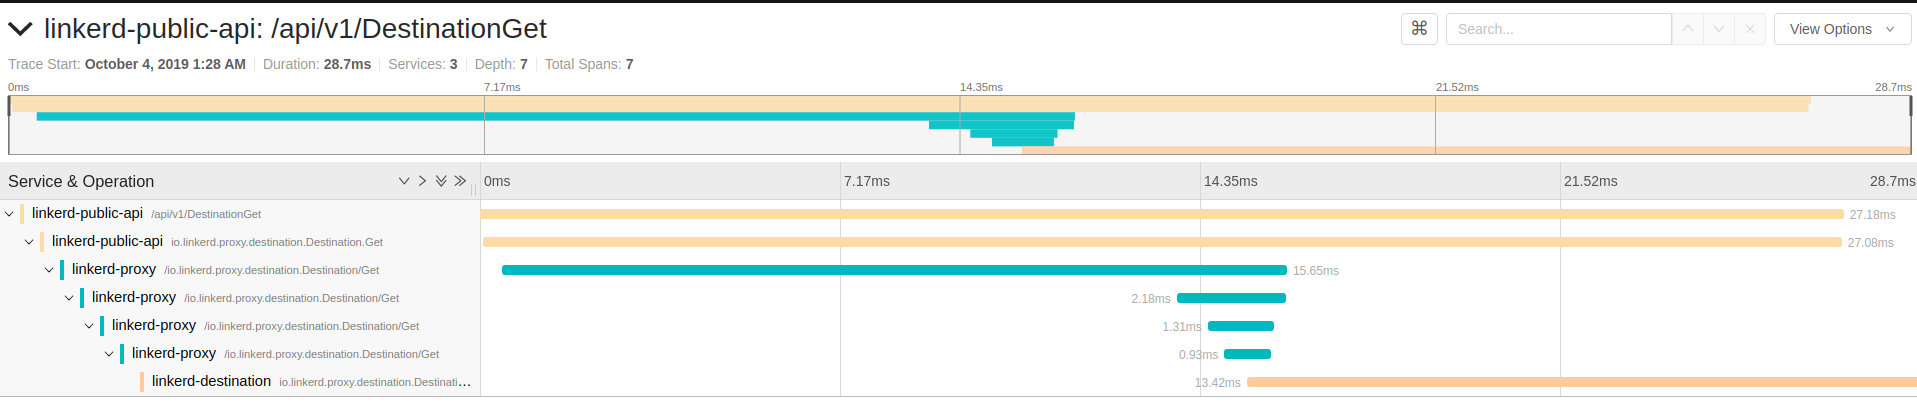 linkerd-public-api: /api/v1/DestinationGet
⌘ Search... View Options
Trace Start: October 4, 2019 1:28 AM Duration: 28.7ms Services: 3 Depth: 7 Total Spans: 7
0ms 7.17ms 14.35ms 21.52ms 28.7ms
Service & Operation 0ms 7.17ms 14.35ms 21.52ms 28.7ms
linkerd-public-api /api/v1/DestinationGet 27.18ms
linkerd-public-api io.linkerd.proxy.destination.Destination.Get 27.08ms
linkerd-proxy /io.linkerd.proxy.destination.Destination/Get 15.65ms
linkerd-proxy /io.linkerd.proxy.destination.Destination/Get 2.18ms
linkerd-proxy /io.linkerd.proxy.destination.Destination/Get 1.31ms
linkerd-proxy /io.linkerd.proxy.destination.Destination/Get 0.93ms
linkerd-destination io.linkerd.proxy.destination.Destinati... 13.42ms